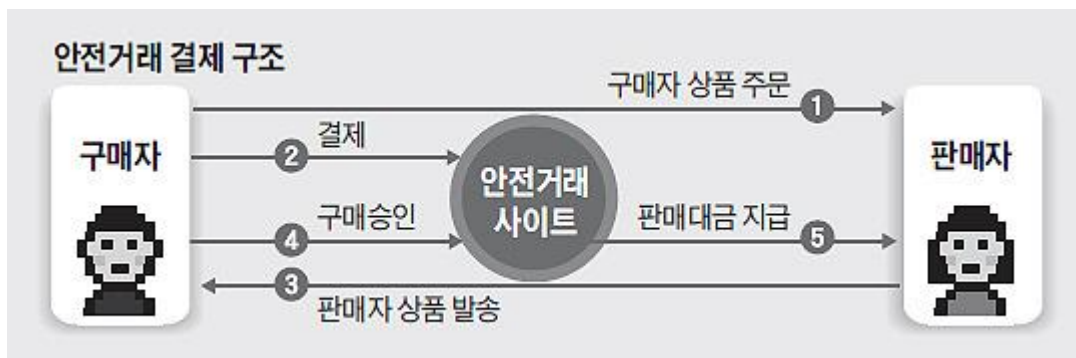 안전거래 결제 구조
구매자 상품 주문
1
결제
2
구매자
안전거래
사이트
판매자
구매승인
4
판매대금 지급
5
3
판매자 상품 발송